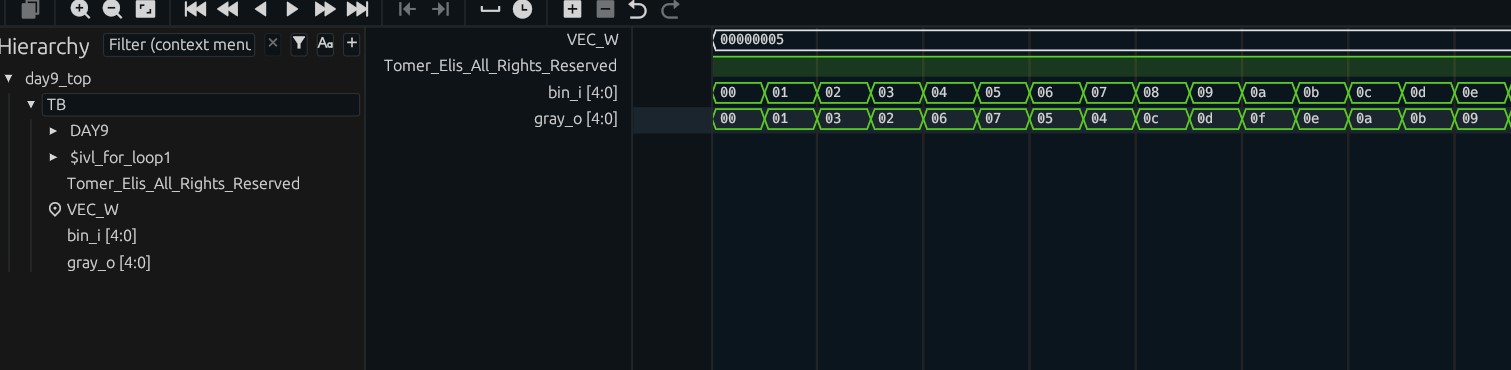 Hierarchy Filter (context menu × Aa +
day9_top
TB
DAY9
$ivl_for_loop1
Tomer_Elis_All_Rights_Reserved
VEC_W
bin_i [4:0]
gray_o [4:0]
VEC_W 00000005
Tomer_Elis_All_Rights_Reserved
bin_i [4:0] 00 01 02 03 04 05 06 07 08 09 0a 0b 0c 0d 0e
gray_o [4:0] 00 01 03 02 06 07 05 04 0c 0d 0f 0e 0a 0b 09